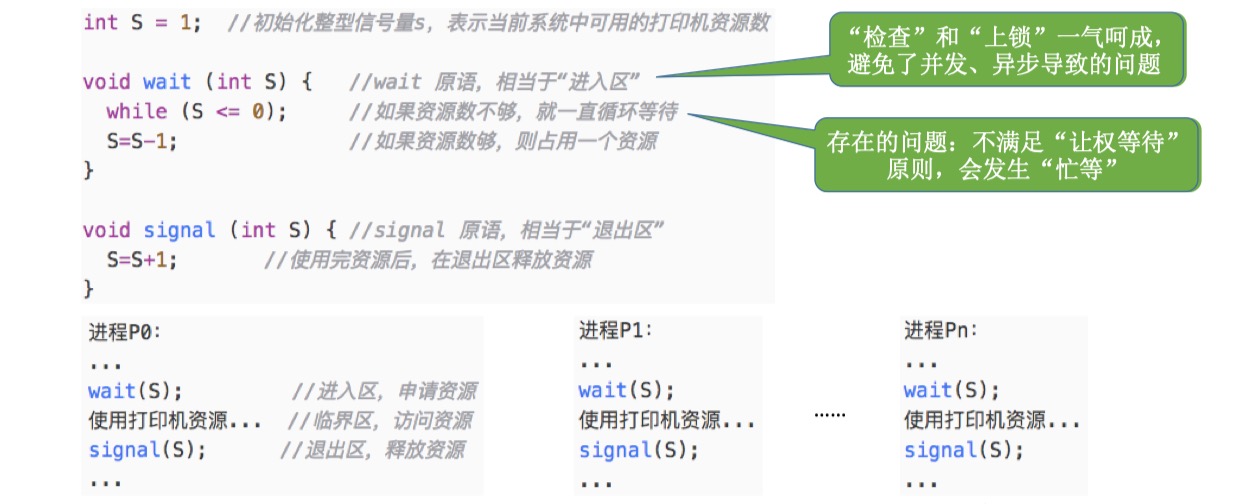 int S = 1;  //初始化整型信号量s，表示当前系统中可用的打印机资源数
“检查”和“上锁”一气呵成，
避免了并发、异步导致的问题
void wait (int S) {   //wait 原语，相当于“进入区”
while (S <= 0);     //如果资源数不够，就一直循环等待
S=S-1;              //如果资源数够，则占用一个资源
}
存在的问题：不满足“让权等待”
原则，会发生“忙等”
void signal (int S) { //signal 原语，相当于“退出区”
S=S+1;       //使用完资源后，在退出区释放资源
}
进程P0：
...
wait(S);         //进入区，申请资源
使用打印机资源...  //临界区，访问资源
signal(S);       //退出区，释放资源
...
进程P1：
...
wait(S);
使用打印机资源...
signal(S);
...
......
进程Pn：
...
wait(S);
使用打印机资源...
signal(S);
...